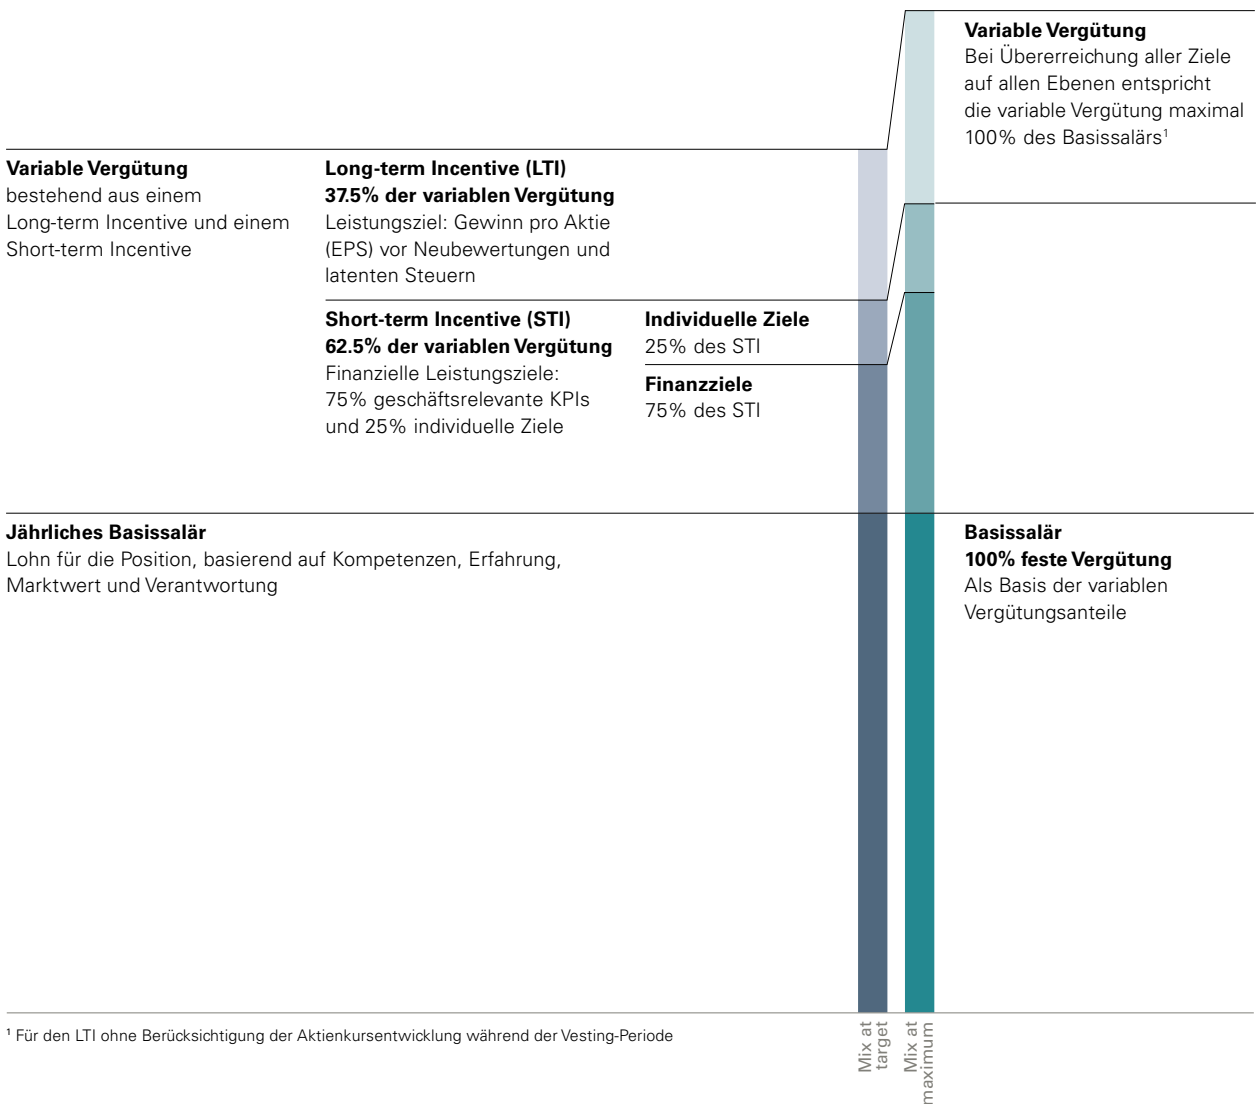 Variable Vergütung
Bei Übererreichung aller Ziele
auf allen Ebenen entspricht
die variable Vergütung maximal
100% des Basissalärs¹
Variable Vergütung
bestehend aus einem
Long-term Incentive und einem
Short-term Incentive
Long-term Incentive (LTI)
37.5% der variablen Vergütung
Leistungsziel: Gewinn pro Aktie
(EPS) vor Neubewertungen und
latenten Steuern
Short-term Incentive (STI)
62.5% der variablen Vergütung
Finanzielle Leistungsziele:
75% geschäftsrelevante KPIs
und 25% individuelle Ziele
Individuelle Ziele
25% des STI
Finanzziele
75% des STI
Jährliches Basissalär
Lohn für die Position, basierend auf Kompetenzen, Erfahrung,
Marktwert und Verantwortung
Basissalär
100% feste Vergütung
Als Basis der variablen
Vergütungsanteile
¹ Für den LTI ohne Berücksichtigung der Aktienkursentwicklung während der Vesting-Periode
Mix at
target
Mix at
maximum